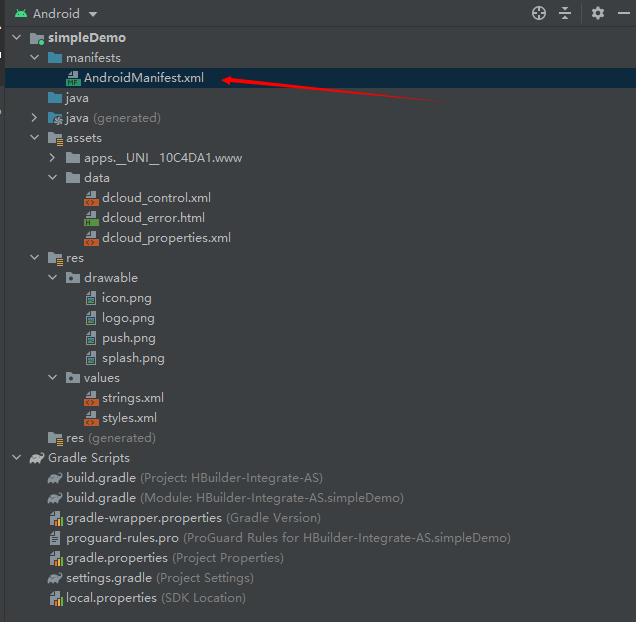 Android
simpleDemo
manifests
AndroidManifest.xml
java
java (generated)
assets
apps.__UNI__10C4DA1.www
data
dcloud_control.xml
dcloud_error.html
dcloud_properties.xml
res
drawable
icon.png
logo.png
push.png
splash.png
values
strings.xml
styles.xml
res (generated)
Gradle Scripts
build.gradle (Project: HBuilder-Integrate-AS)
build.gradle (Module: HBuilder-Integrate-AS.simpleDemo)
gradle-wrapper.properties (Gradle Version)
proguard-rules.pro (ProGuard Rules for HBuilder-Integrate-AS.simpleDemo)
gradle.properties (Project Properties)
settings.gradle (Project Settings)
local.properties (SDK Location)